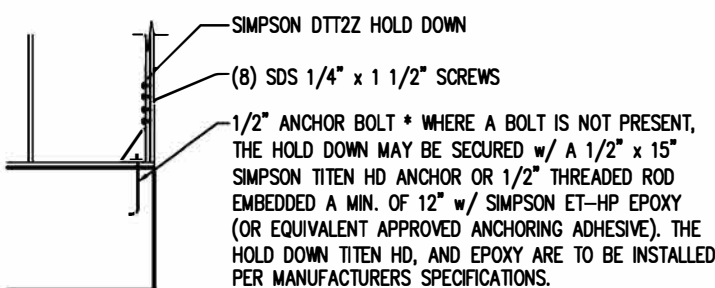 SIMPSON DTT2Z HOLD DOWN
(8) SDS 1/4" x 1 1/2" SCREWS
1/2" ANCHOR BOLT * WHERE A BOLT IS NOT PRESENT,
THE HOLD DOWN MAY BE SECURED w/ A 1/2" x 15"
SIMPSON TITEN HD ANCHOR OR 1/2" THREADED ROD
EMBEDDED A MIN. OF 12" w/ SIMPSON ET-HP EPOXY
(OR EQUIVALENT APPROVED ANCHORING ADHESIVE). THE
HOLD DOWN TITEN HD, AND EPOXY ARE TO BE INSTALLED
PER MANUFACTURERS SPECIFICATIONS.